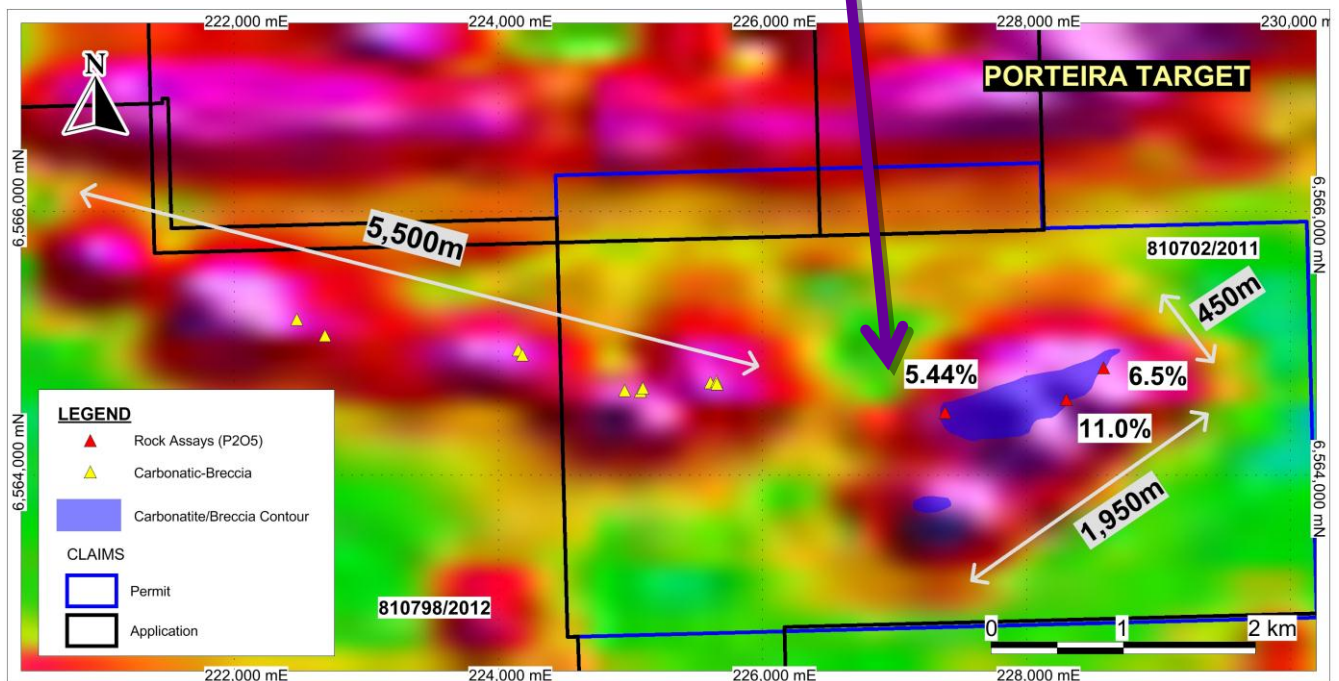 222,000 mE
224,000 mE
226,000 mE
228,000 mE
230,000 m
N
PORTEIRA TARGET
6,566,000 mN
6,566,000 mN
5,500m
810702/2011
450m
5.44%
6.5%
11.0%
1,950m
6,564,000 mN
6,564,000 mN
LEGEND
Rock Assays (P2O5)
Carbonatic-Breccia
Carbonatite/Breccia Contour
CLAIMS
Permit
Application
810798/2012
0 1 2 km
222,000 mE
224,000 mE
226,000 mE
228,000 mE